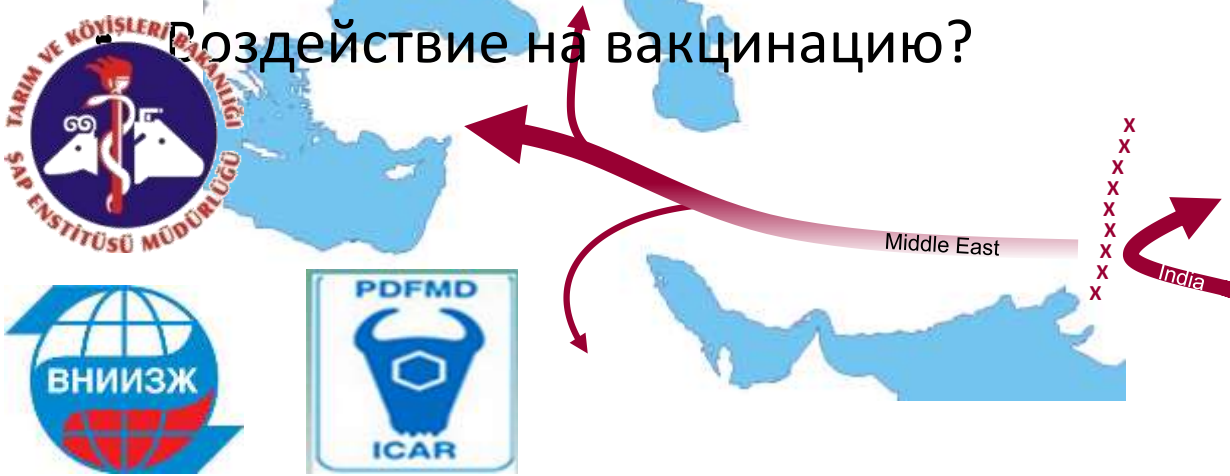 • Воздействие на вакцинацию?
TARIM VE KÖYİŞLERİ BAKANLIĞI
ŞAP ENSTİTÜSÜ MÜDÜRLÜĞÜ
X
X
X
X
X
X
X
X
X
Middle East
India
PDFMD
ICAR
ВНИИЗЖ